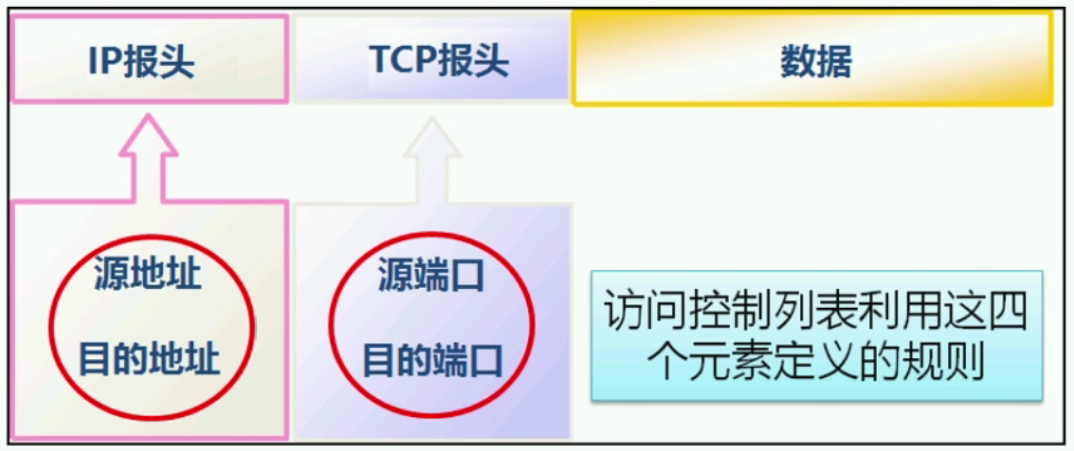 IP报头
TCP报头
数据
源地址
目的地址
源端口
目的端口
访问控制列表利用这四
个元素定义的规则